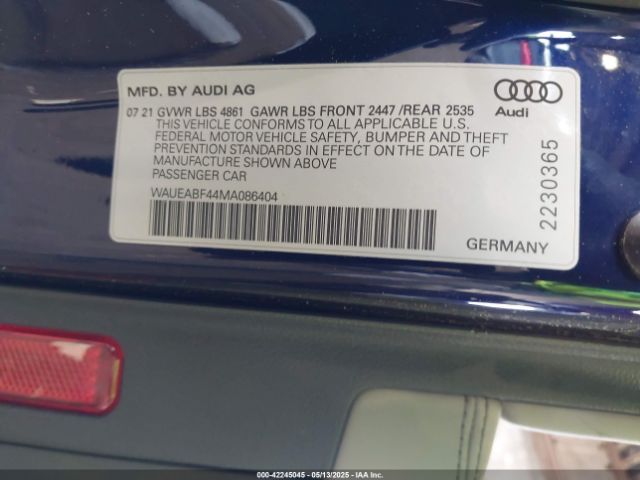 MFD. BY AUDI AG
07 21 GVWR LBS 4861 GAWR LBS FRONT 2447 /REAR 2535
THIS VEHICLE CONFORMS TO ALL APPLICABLE U.S.
FEDERAL MOTOR VEHICLE SAFETY, BUMPER AND THEFT
PREVENTION STANDARDS IN EFFECT ON THE DATE OF
MANUFACTURE SHOWN ABOVE
PASSENGER CAR
WAUEABF44MA086404
Audi
2230365
GERMANY
000-42245045 - 05/13/2025 - IAAI.com